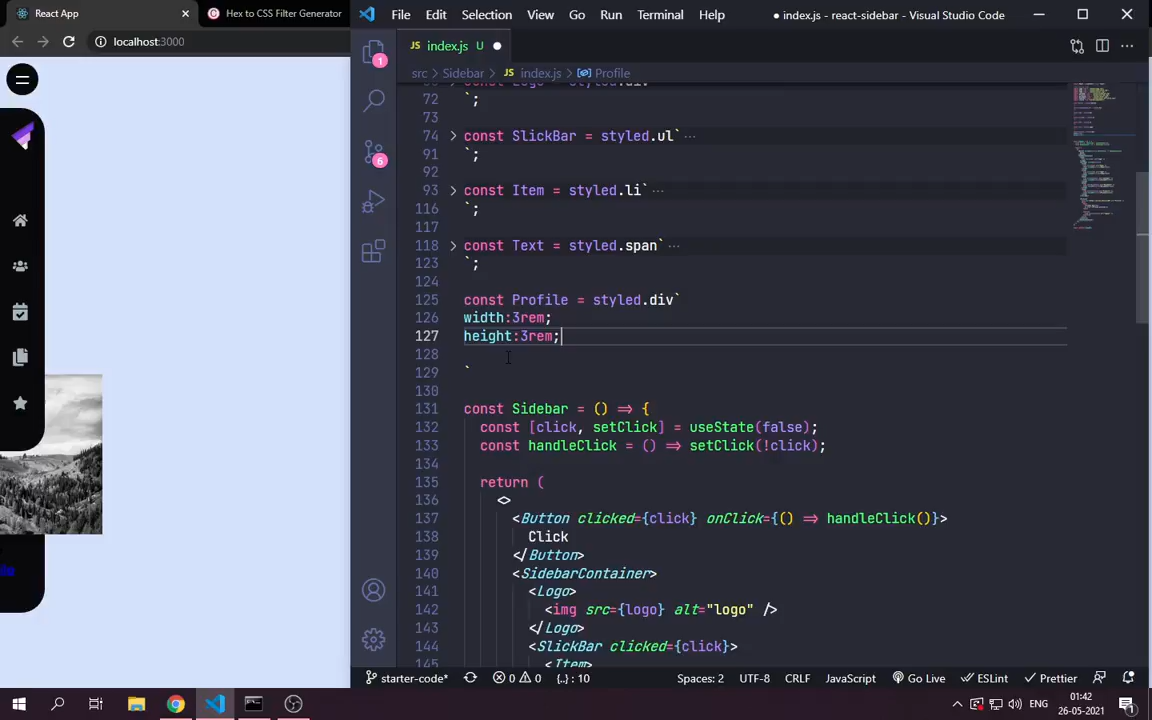 React App
Hex to CSS Filter Generator
localhost:3000
File Edit Selection View Go Run Terminal Help
● index.js - react-sidebar - Visual Studio Code
JS index.js U
src > Sidebar > JS index.js > Profile
1
6
72 `;
73
74 const SlickBar = styled.ul` ···
91 `;
92
93 const Item = styled.li` ···
116 `;
117
118 const Text = styled.span` ···
123 `;
124
125 const Profile = styled.div`
126 width:3rem;
127 height:3rem;
128
129 `
130
131 const Sidebar = () => {
132 const [click, setClick] = useState(false);
133 const handleClick = () => setClick(!click);
134
135 return (
136 <>
137 <Button clicked={click} onClick={() => handleClick()}>
138 Click
139 </Button>
140 <SidebarContainer>
141 <Logo>
142 <img src={logo} alt="logo" />
143 </Logo>
144 <SlickBar clicked={click}>
145 <Item>
starter-code* 0 0 {..} : 10 Spaces: 2 UTF-8 CRLF JavaScript Go Live ESLint Prettier
ENG
01:42
26-05-2021
1